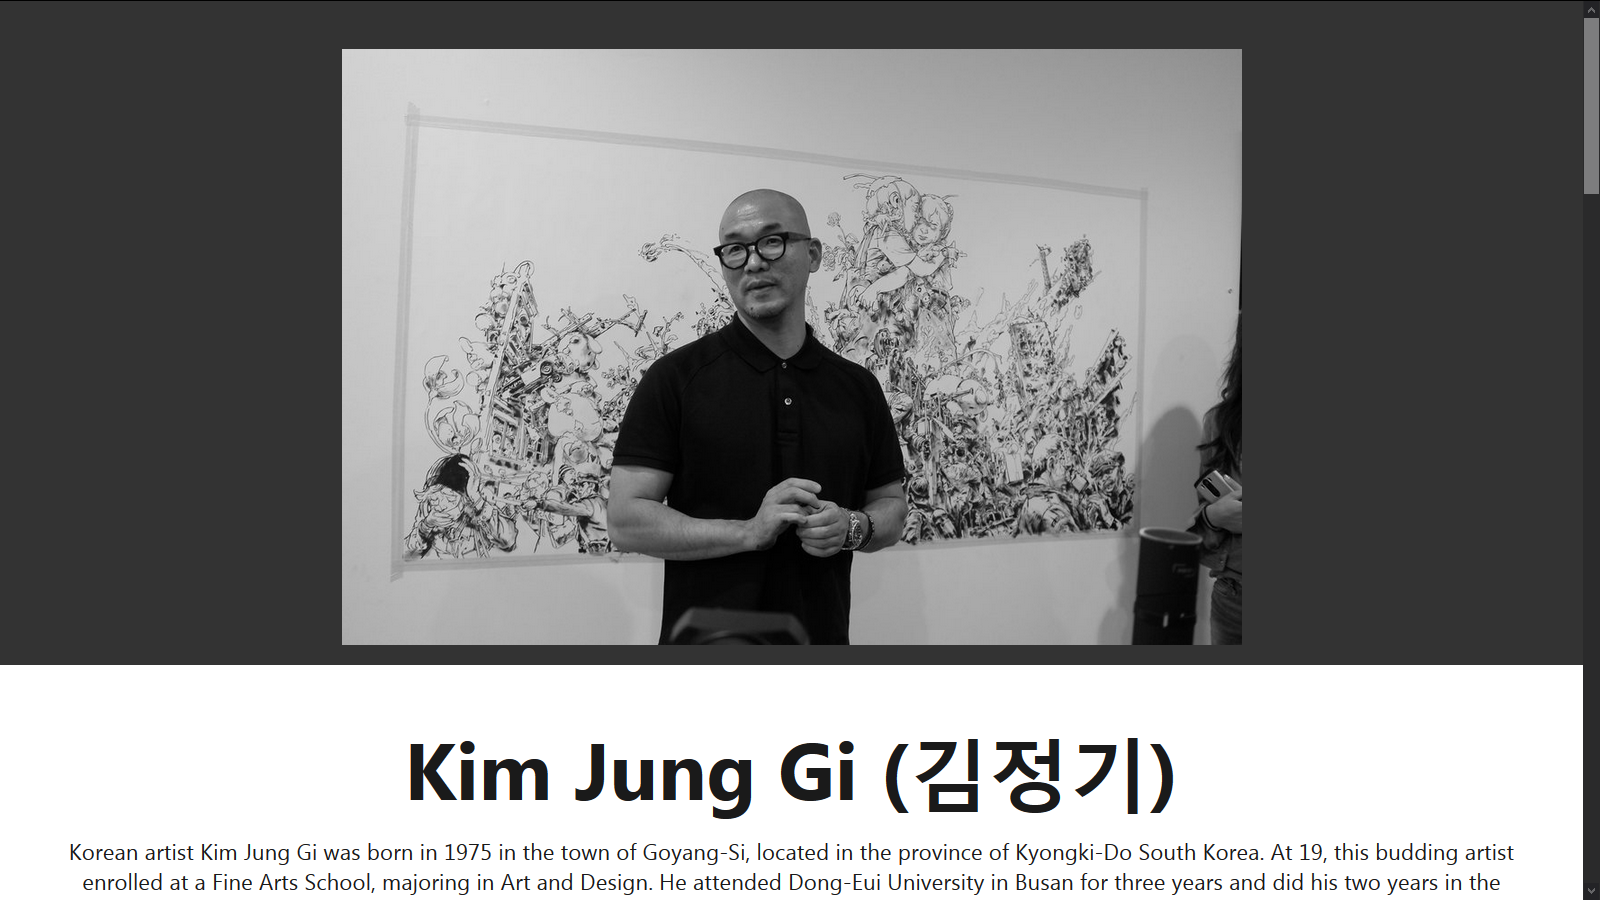 Kim Jung Gi (김정기)
Korean artist Kim Jung Gi was born in 1975 in the town of Goyang-Si, located in the province of Kyongki-Do South Korea. At 19, this budding artist
enrolled at a Fine Arts School, majoring in Art and Design. He attended Dong-Eui University in Busan for three years and did his two years in the